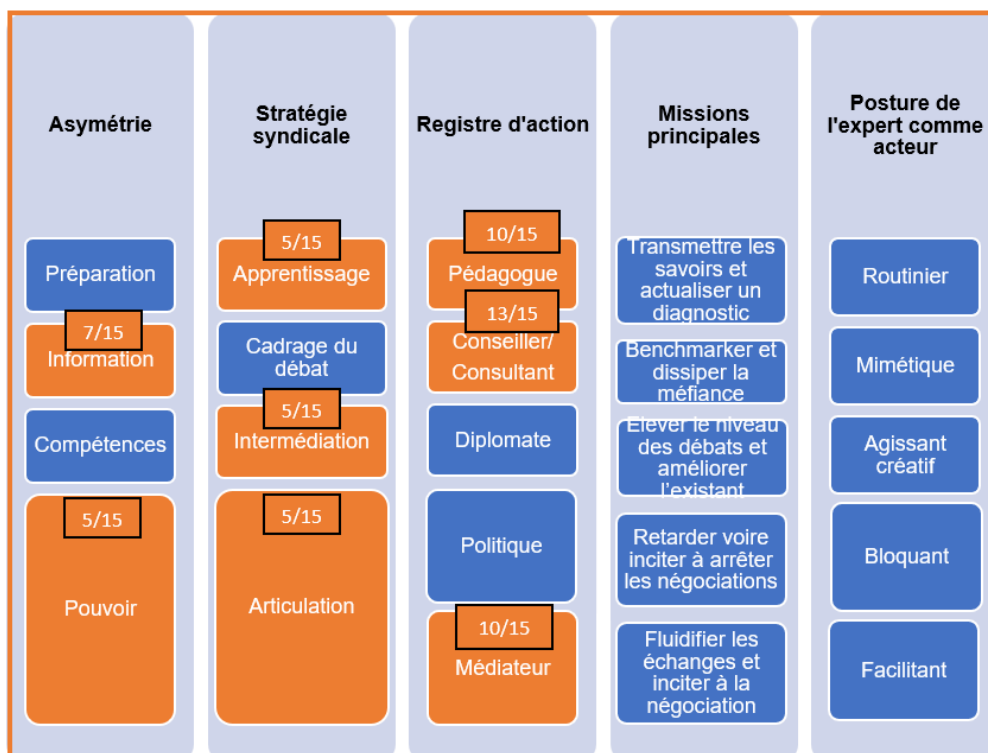 Asymétrie
Préparation
7/15
Information
Compétences
5/15
Pouvoir
Stratégie
syndicale
5/15
Apprentissage
Cadrage du
débat
5/15
Intermédiation
5/15
Articulation
Registre d'action
10/15
Pédagogue
13/15
Conseiller/
Consultant
Diplomate
Politique
10/15
Médiateur
Missions
principales
Transmettre les
savoirs et
actualiser un
diagnostic
Benchmarker et
dissiper la
méfiance
Elever le niveau
des débats et
améliorer
l’existant
Retarder voire
inciter à arrêter
les négociations
Fluidifier les
échanges et
inciter à la
négociation
Posture de
l'expert comme
acteur
Routinier
Mimétique
Agissant
créatif
Bloquant
Facilitant